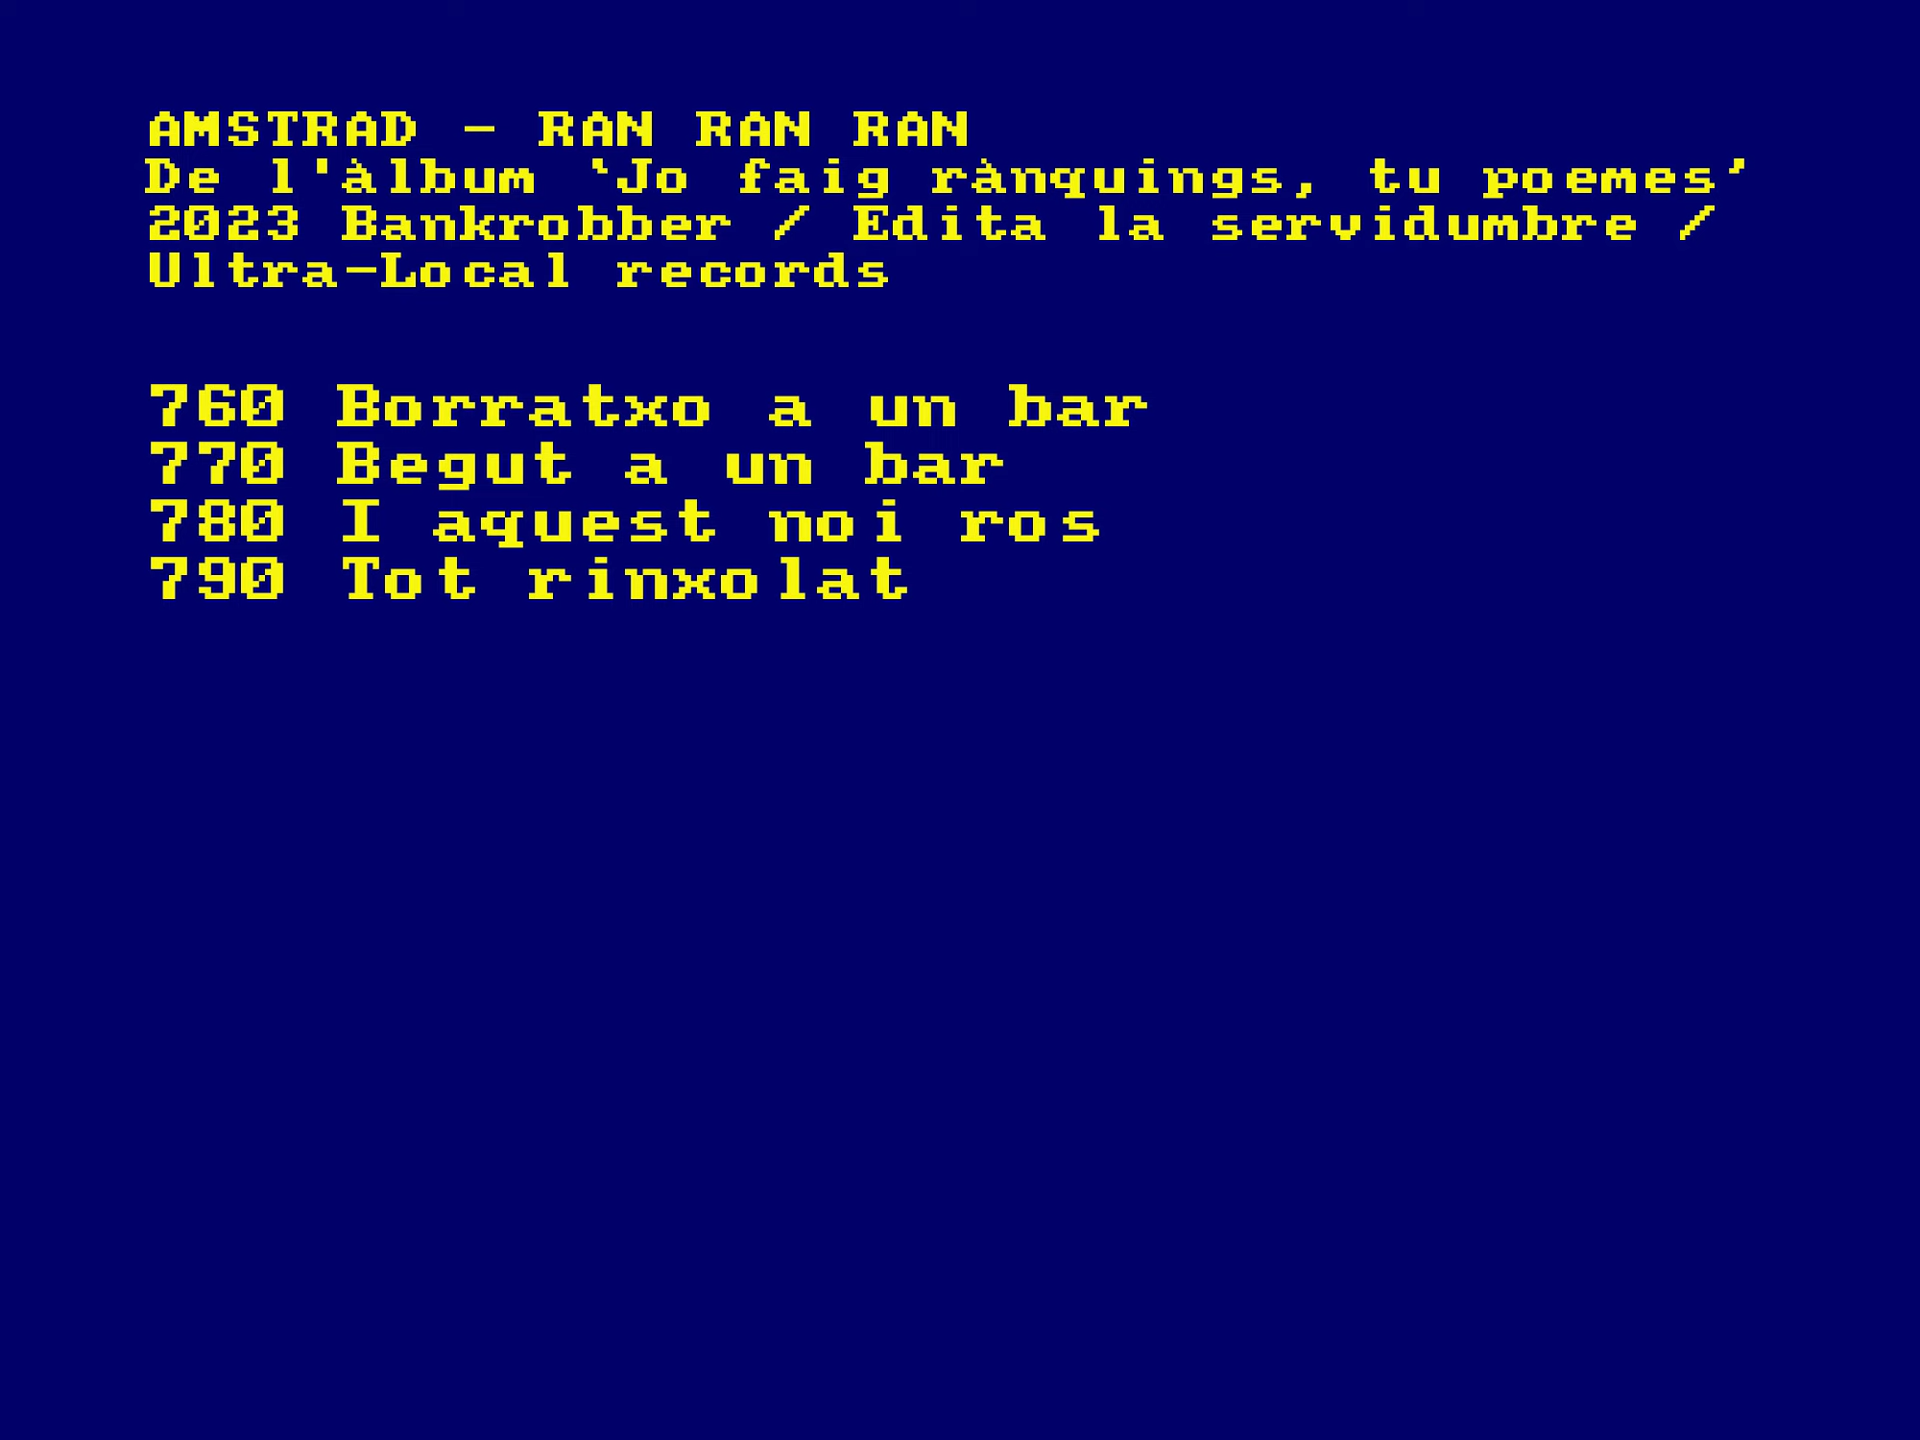 AMSTRAD - RAN RAN RAN
De l'àlbum ‘Jo faig rànquings, tu poemes’
2023 Bankrobber / Edita la servidumbre /
Ultra-Local records
760 Borratxo a un bar
770 Begut a un bar
780 I aquest noi ros
790 Tot rinxolat